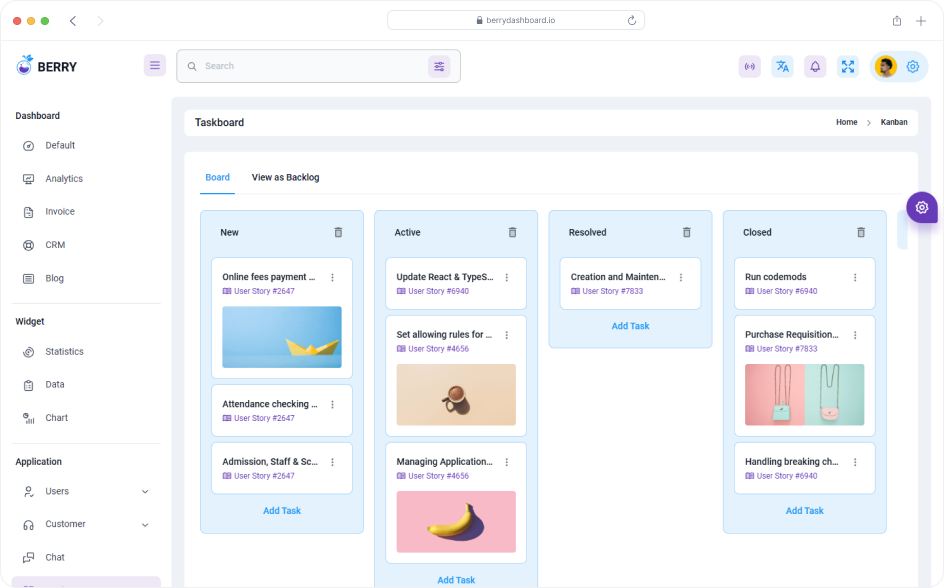 berrydashboard.io
BERRY
Search
Dashboard
Default
Analytics
Invoice
CRM
Blog
Widget
Statistics
Data
Chart
Application
Users
Customer
Chat
Taskboard
Home > Kanban
Board
View as Backlog
New
Online fees payment ...
User Story #2647
Attendance checking ...
User Story #2647
Admission, Staff & Sc...
User Story #2647
Add Task
Active
Update React & TypeS...
User Story #6940
Set allowing rules for ...
User Story #4656
Managing Application...
User Story #4656
Add Task
Resolved
Creation and Mainten...
User Story #7833
Add Task
Closed
Run codemods
User Story #6940
Purchase Requisition...
User Story #7833
Handling breaking ch...
User Story #6940
Add Task